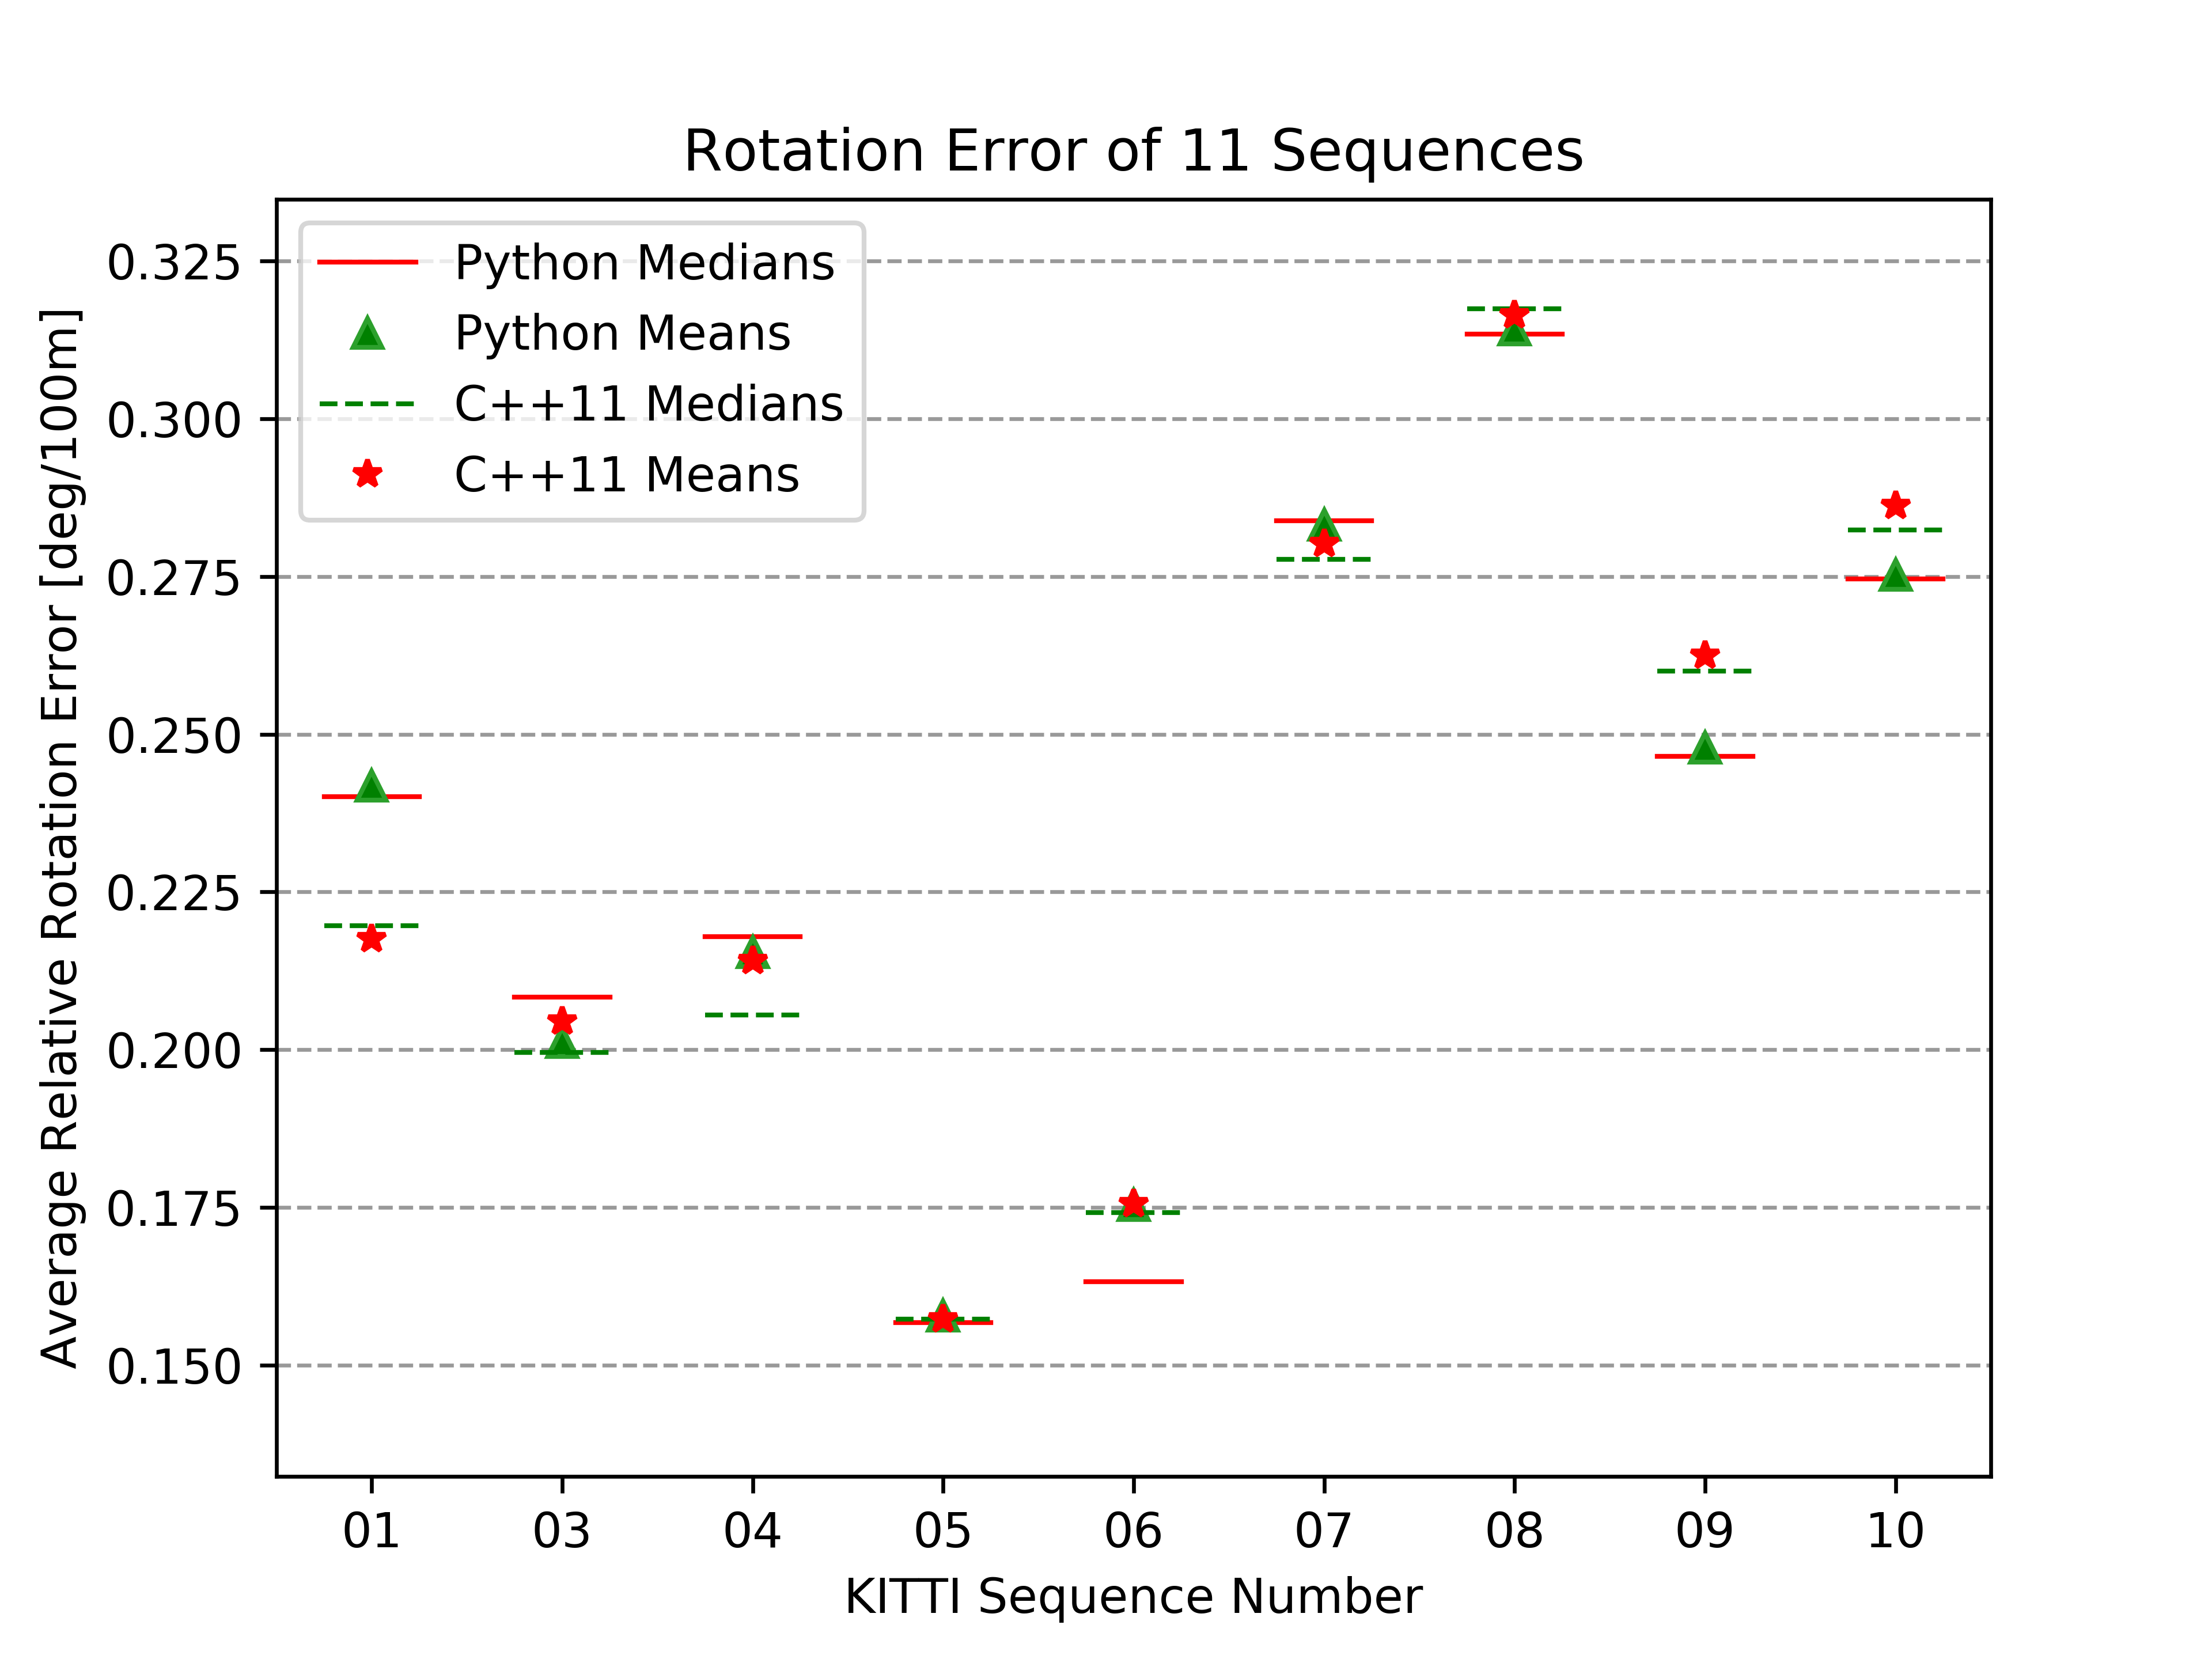 Rotation Error of 11 Sequences
Python Medians
Python Means
C++11 Medians
C++11 Means
Average Relative Rotation Error [deg/100m]
0.325
0.300
0.275
0.250
0.225
0.200
0.175
0.150
01 03 04 05 06 07 08 09 10
KITTI Sequence Number